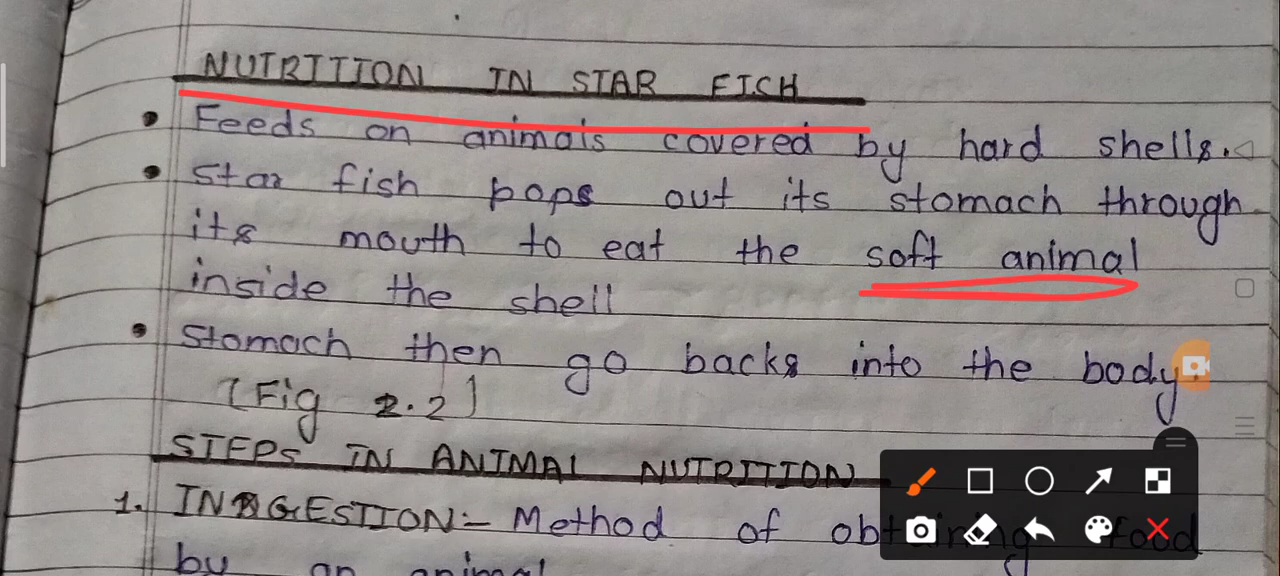 NUTRITION IN STAR FISH
• Feeds on animals covered by hard shells.
• Star fish pops out its stomach through
its mouth to eat the soft animal
inside the shell
• Stomach then go backs into the body.
[Fig 2.2]
STEPS IN ANIMAL NUTRITION
1. INGESTION:- Method of obtaining food
by an animal